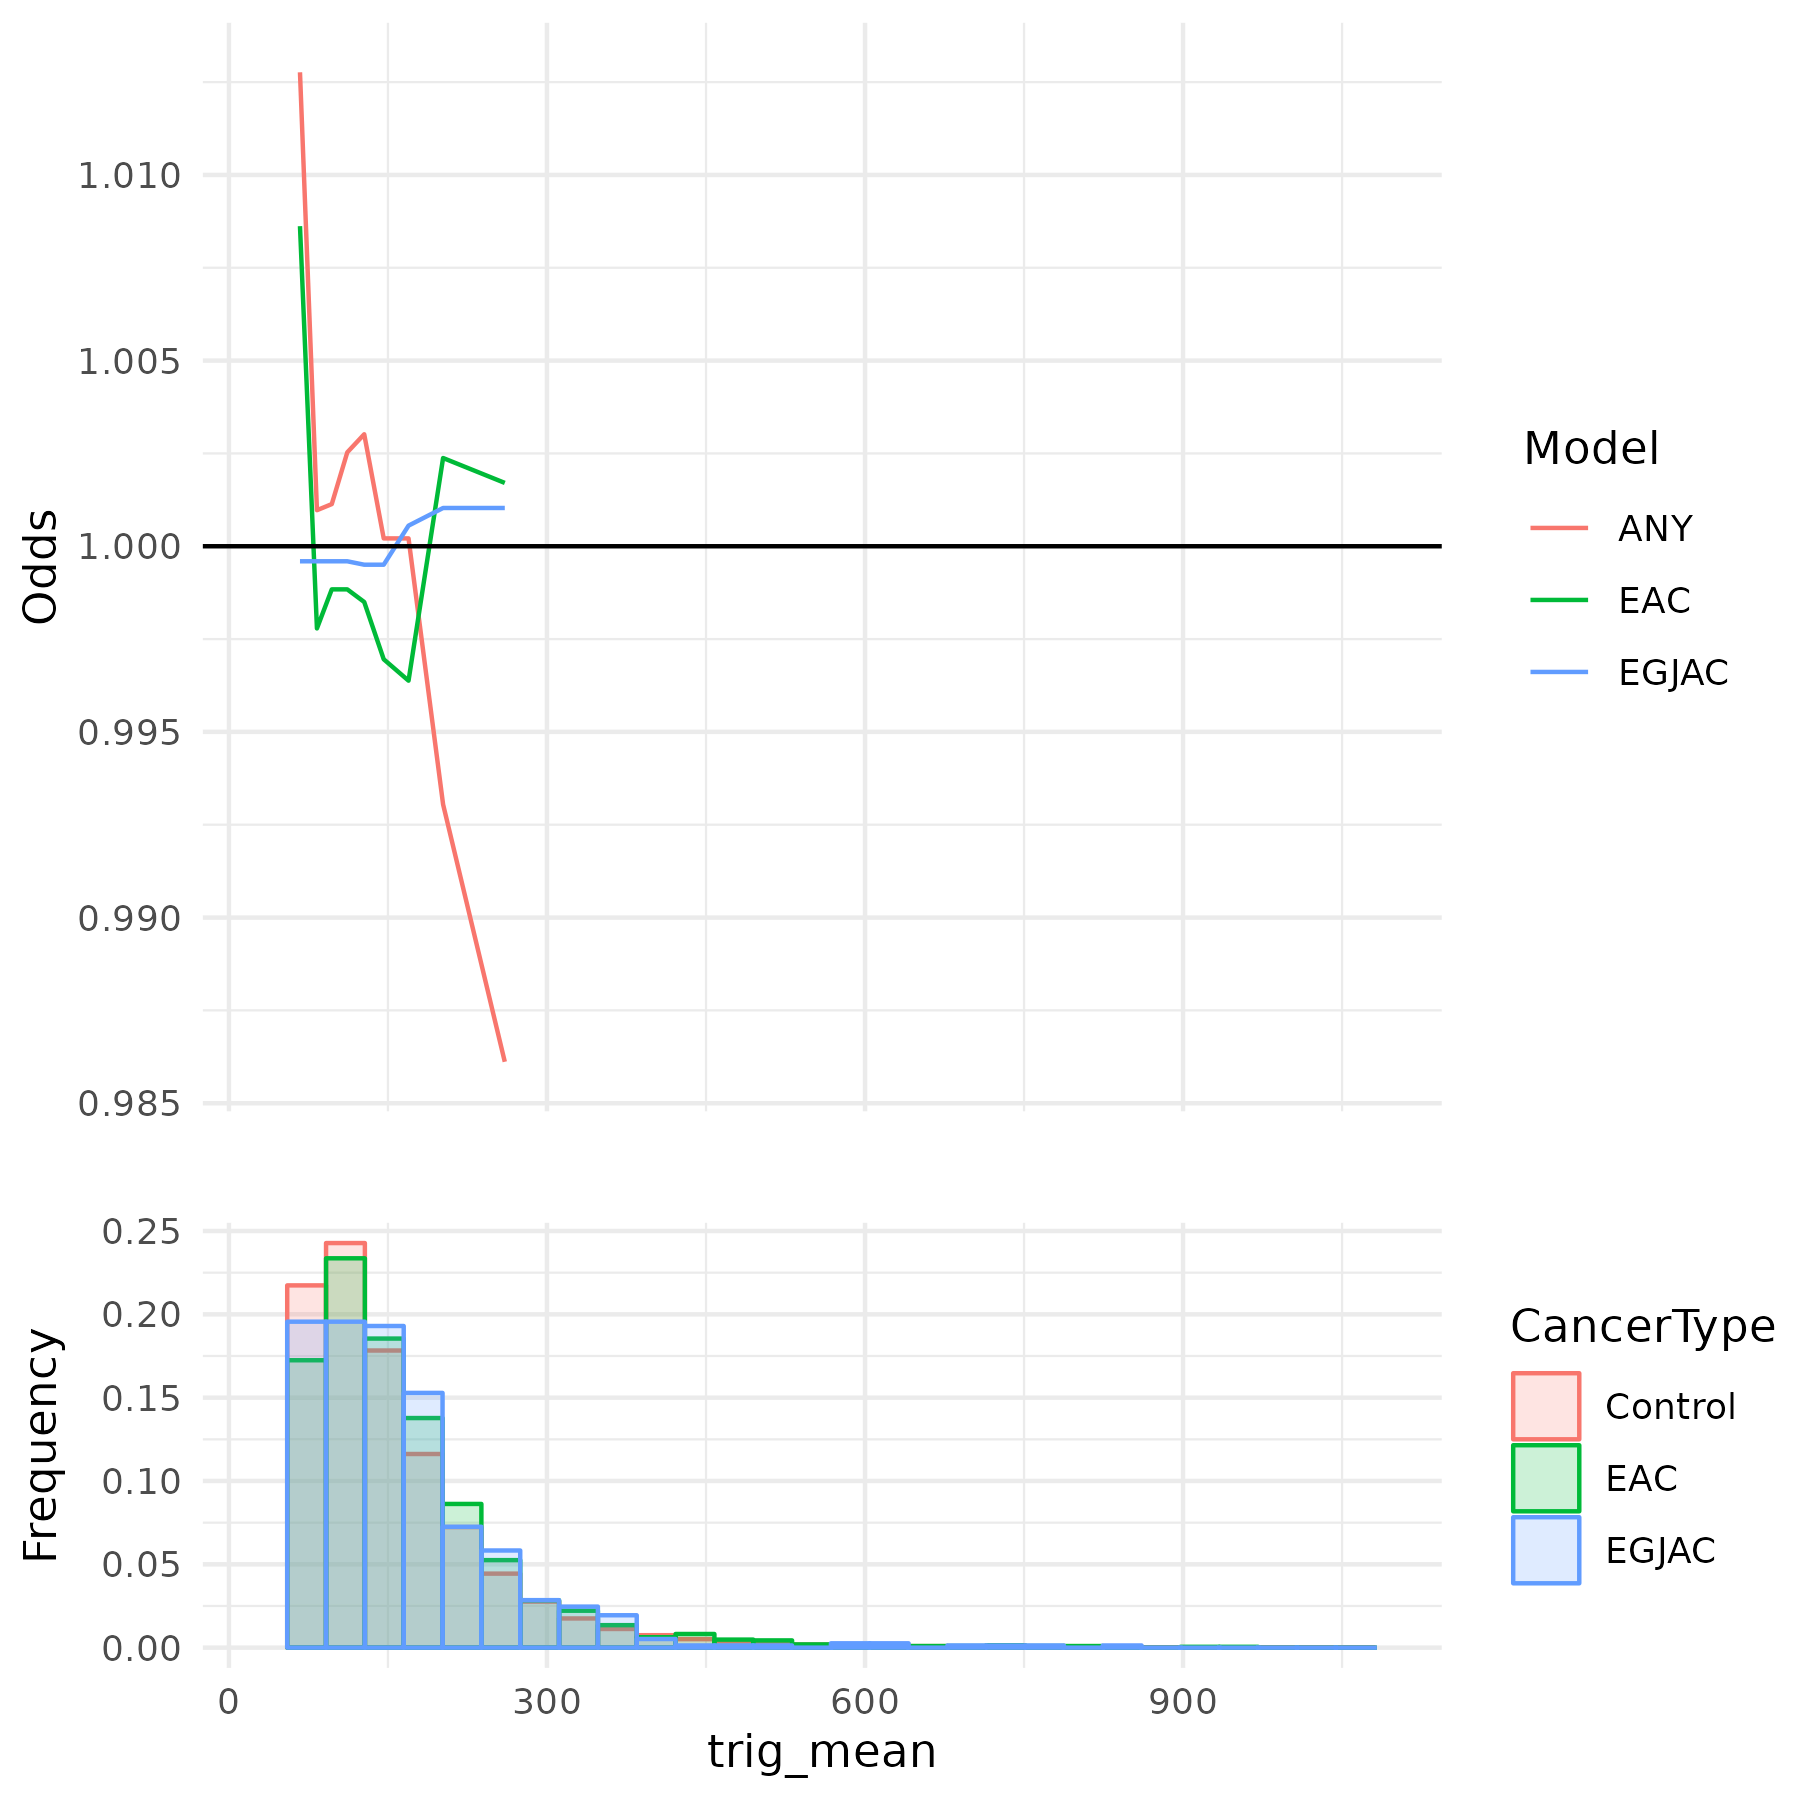 Odds
1.010
1.005
1.000
0.995
0.990
0.985
Model
ANY
EAC
EGJAC
Frequency
0.25
0.20
0.15
0.10
0.05
0.00
0 300 600 900
trig_mean
CancerType
Control
EAC
EGJAC